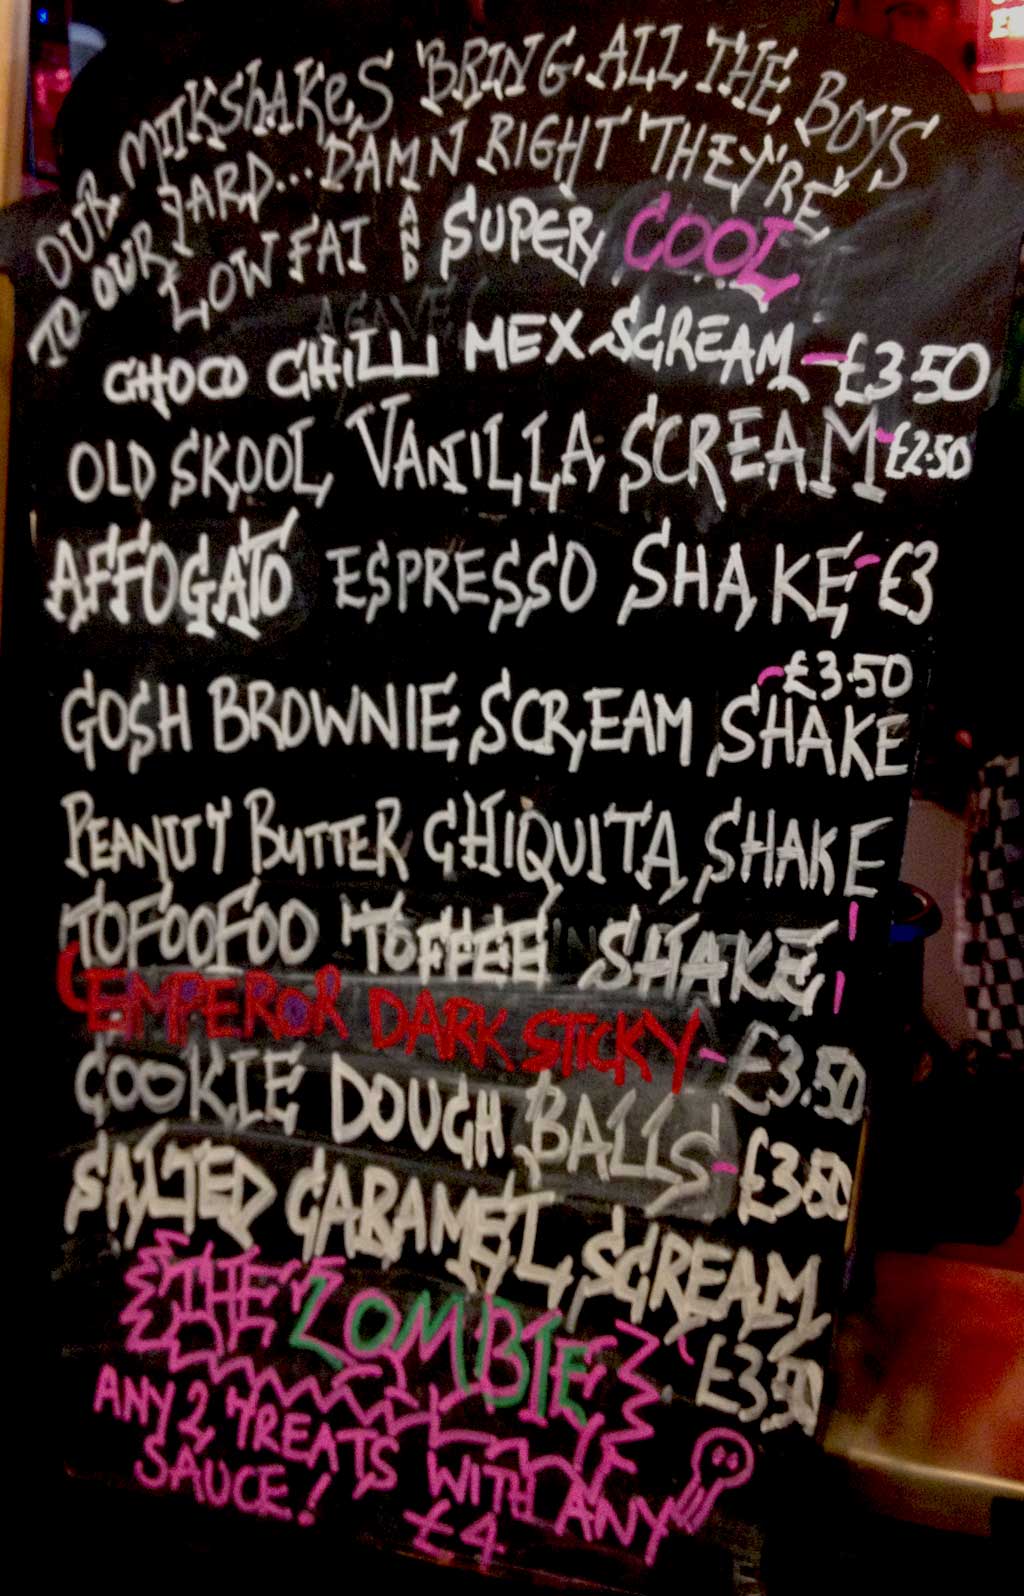 OUR MILKSHAKES BRING ALL THE BOYS
TO OUR YARD... DAMN RIGHT THEY'RE
LOW FAT AND SUPER COOL
CHOCO CHILLI MEX SCREAM - £3.50
OLD SKOOL VANILLA SCREAM - £2.50
AFFOGATO ESPRESSO SHAKE - £3
- £3.50
GOSH BROWNIE SCREAM SHAKE
PEANUT BUTTER CHIQUITA SHAKE
TOFOOFOO TOFFEE SHAKE
EMPEROR DARK STICKY - £3.50
COOKIE DOUGH BALLS - £3.50
SALTED CARAMEL SCREAM
- £3.50
THE ZOMBIE
ANY 2 TREATS WITH ANY
SAUCE! £4